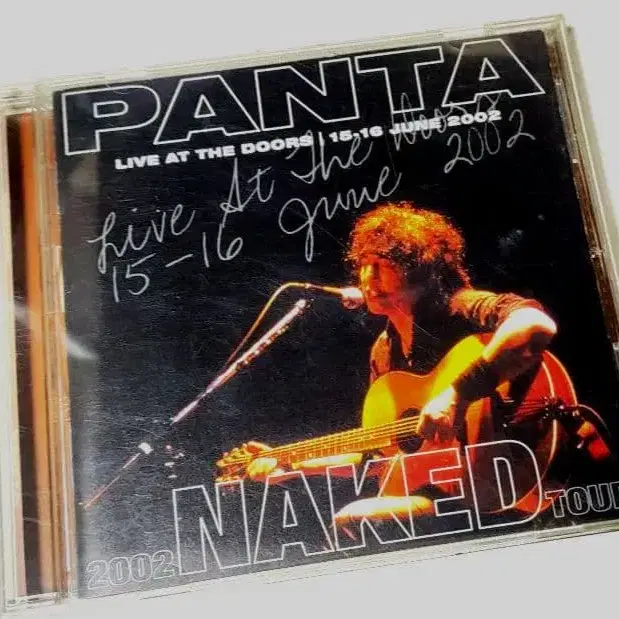 PANTA
LIVE AT THE DOORS | 15-16 JUNE 2002
Live At The Doors
15-16 June 2002
2002 NAKED TOUR